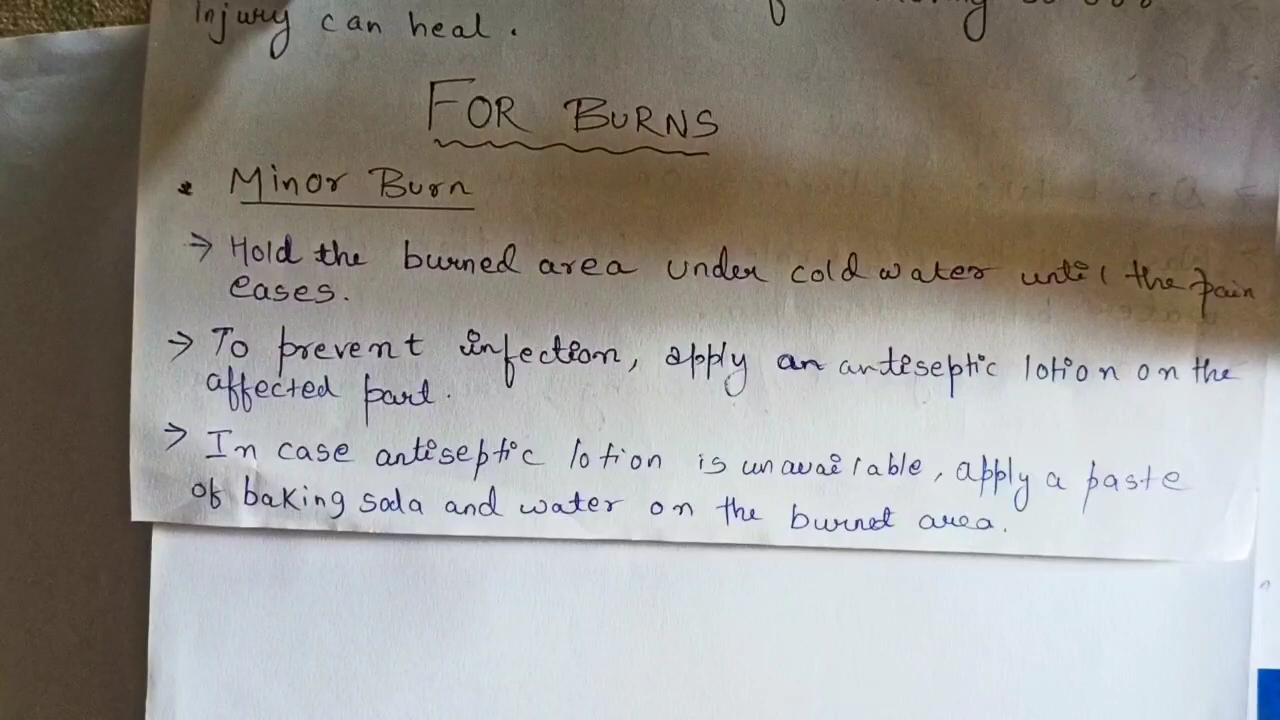 injury can heal.
FOR BURNS
* Minor Burn
→ Hold the burned area under cold water until the pain
eases.
→ To prevent infection, apply an antiseptic lotion on the
affected part.
→ In case antiseptic lotion is unavailable, apply a paste
of baking soda and water on the burnet area.